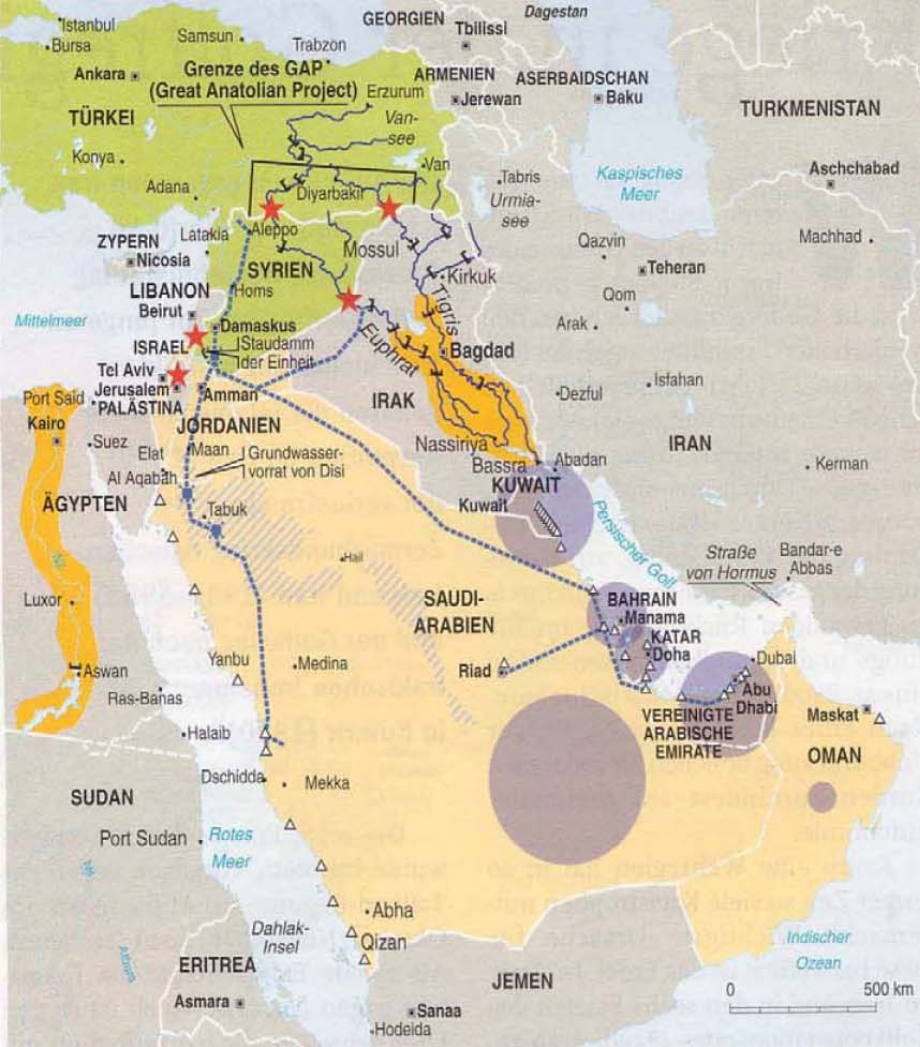 Istanbul
Bursa
Samsun
Trabzon
GEORGIEN
Tbilissi
Dagestan
Ankara
Grenze des GAP
(Great Anatolian Project)
Erzurum
ARMENIEN
Jerewan
ASERBAIDSCHAN
Baku
TURKMENISTAN
TÜRKEI
Van-
see
Konya
Adana
Diyarbakir
Van
Tabris
Urmia-
see
Kaspisches
Meer
Aschchabad
ZYPERN
Nicosia
Latakia
Aleppo
Mossul
Qazvin
Teheran
Machhad
SYRIEN
Kirkuk
LIBANON
Beirut
Homs
Qom
Mittelmeer
Damaskus
Tigris
Arak
ISRAEL
Staudamm
der Einheit
Euphrat
Bagdad
Tel Aviv
Jerusalem
PALÄSTINA
Amman
Dezful
Isfahan
Port Said
Kairo
IRAK
JORDANIEN
Suez
Elat
Maan
Grundwasser-
vorrat von Disi
Nassiriya
Bassra
Abadan
IRAN
Kerman
Al Aqabah
ÄGYPTEN
KUWAIT
Kuwait
Tabuk
Persischer Golf
Nil
Hail
Straße
von Hormus
Bandar-e
Abbas
Luxor
SAUDI-
ARABIEN
BAHRAIN
Manama
KATAR
Doha
Yanbu
Medina
Riad
Dubai
Aswan
Ras-Banas
Abu
Dhabi
VEREINIGTE
ARABISCHE
EMIRATE
Maskat
Halaib
OMAN
Dschidda
Mekka
SUDAN
Port Sudan
Rotes
Meer
Nil
Abha
Dahlak-
Insel
Qizan
Atbara
ERITREA
JEMEN
Indischer
Ozean
Asmara
Sanaa
Hodeida
0 500 km